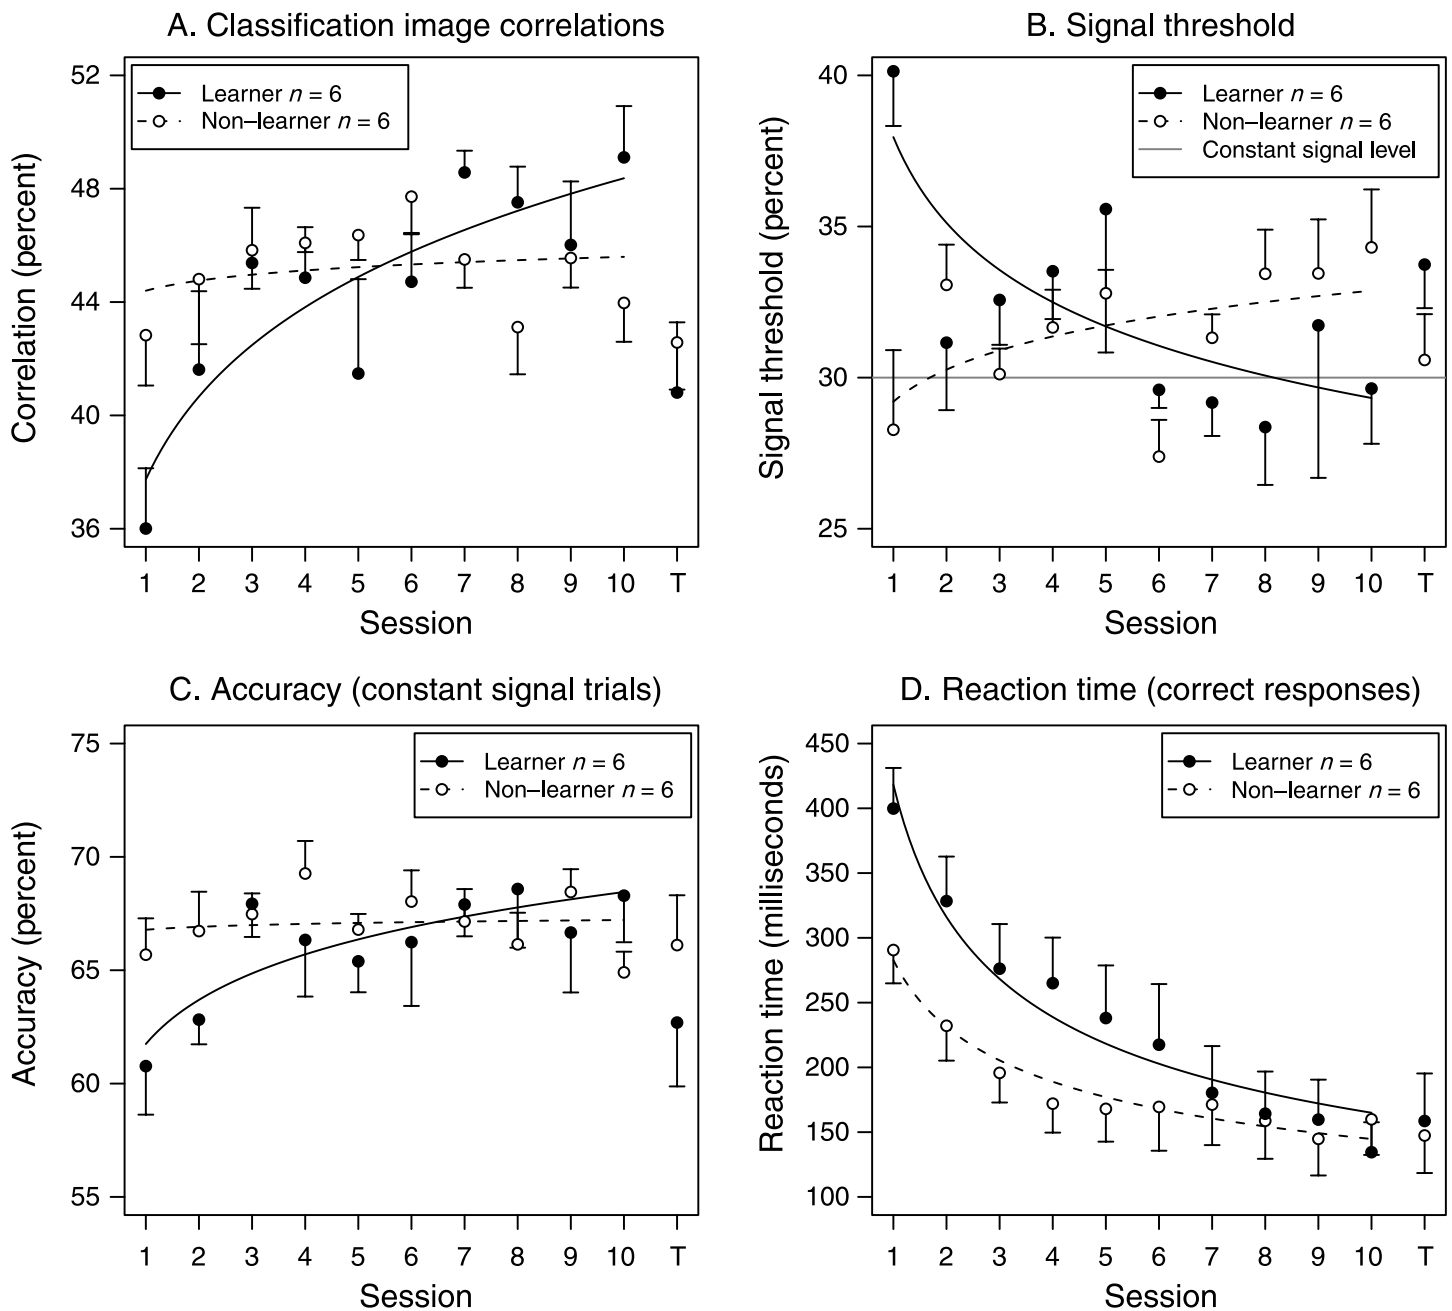 A. Classification image correlations
Correlation (percent)
52
48
44
40
36
Learner n = 6
Non–learner n = 6
1 2 3 4 5 6 7 8 9 10 T
Session
B. Signal threshold
Signal threshold (percent)
40
35
30
25
Learner n = 6
Non–learner n = 6
Constant signal level
1 2 3 4 5 6 7 8 9 10 T
Session
C. Accuracy (constant signal trials)
Accuracy (percent)
75
70
65
60
55
Learner n = 6
Non–learner n = 6
1 2 3 4 5 6 7 8 9 10 T
Session
D. Reaction time (correct responses)
Reaction time (milliseconds)
450
400
350
300
250
200
150
100
Learner n = 6
Non–learner n = 6
1 2 3 4 5 6 7 8 9 10 T
Session